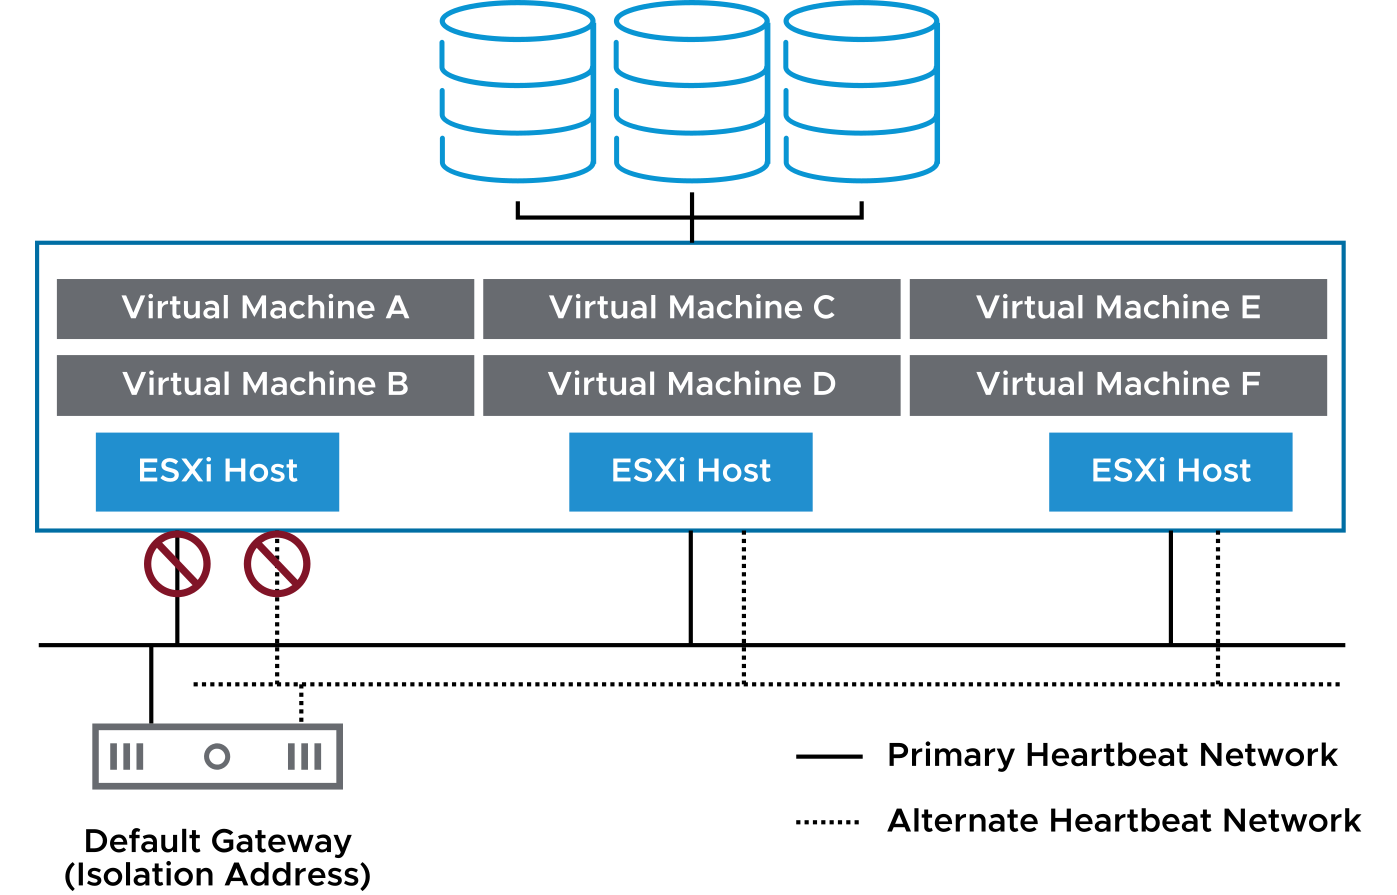 Virtual Machine A
Virtual Machine C
Virtual Machine E
Virtual Machine B
Virtual Machine D
Virtual Machine F
ESXi Host
ESXi Host
ESXi Host
Primary Heartbeat Network
Alternate Heartbeat Network
Default Gateway
(Isolation Address)